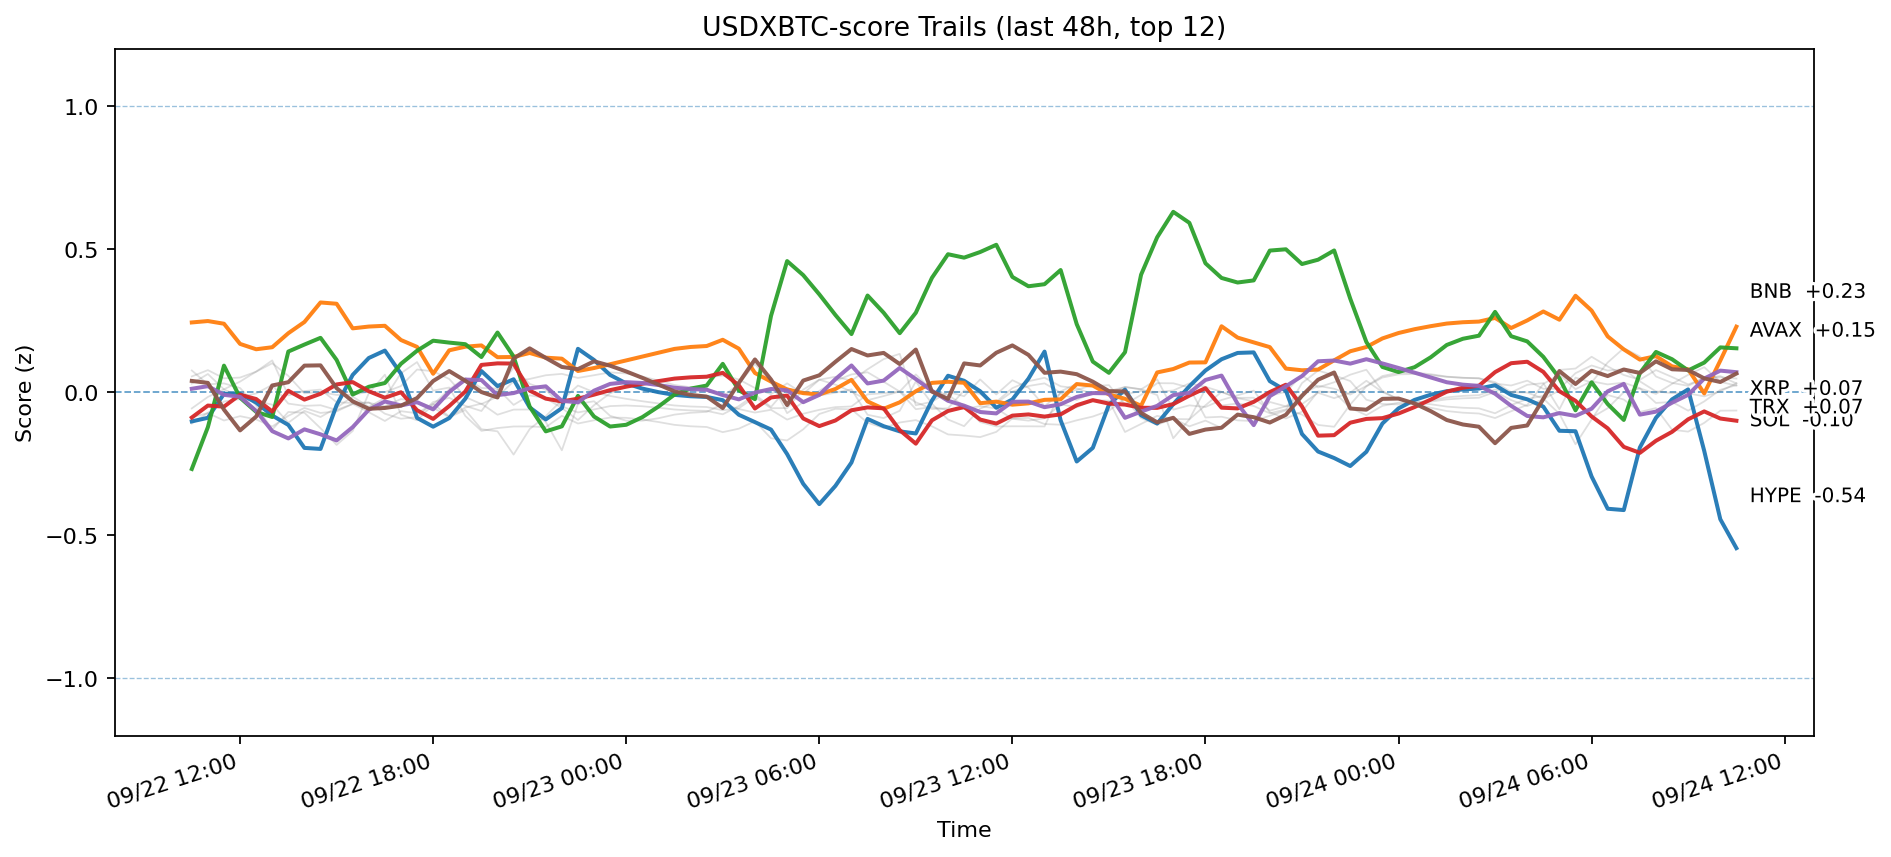 USDXBTC-score Trails (last 48h, top 12)
1.0
0.5
0.0
−0.5
−1.0
Score (z)
BNB +0.23
AVAX +0.15
XRP +0.07
TRX +0.07
SOL -0.10
HYPE -0.54
09/22 12:00
09/22 18:00
09/23 00:00
09/23 06:00
09/23 12:00
09/23 18:00
09/24 00:00
09/24 06:00
09/24 12:00
Time